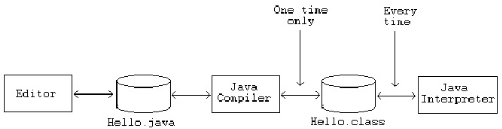 One time
only
Every
time
Editor
Hello.java
Java
Compiler
Hello.class
Java
Interpreter